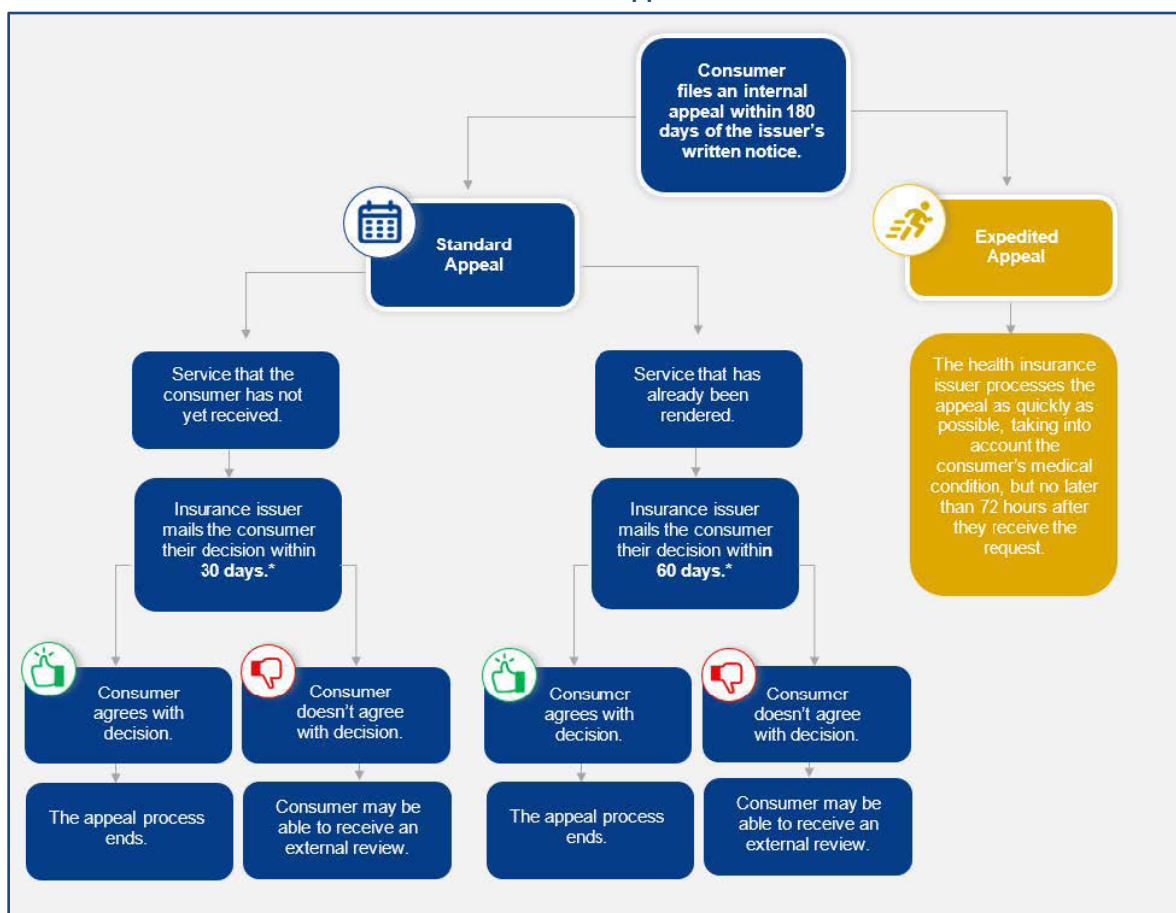 Consumer
files an internal
appeal within 180
days of the issuer's
written notice.
Standard
Appeal
Expedited
Appeal
Service that the
consumer has not
yet received.
Service that has
already been
rendered.
The health insurance
issuer processes the
appeal as quickly as
possible, taking into
account the
consumer's medical
condition, but no later
than 72 hours after
they receive the
request.
Insurance issuer
mails the consumer
their decision within
30 days.*
Insurance issuer
mails the consumer
their decision within
60 days.*
Consumer
agrees with
decision.
Consumer
doesn't agree
with decision.
Consumer
agrees with
decision.
Consumer
doesn't agree
with decision.
The appeal process
ends.
Consumer may be
able to receive an
external review.
The appeal process
ends.
Consumer may be
able to receive an
external review.